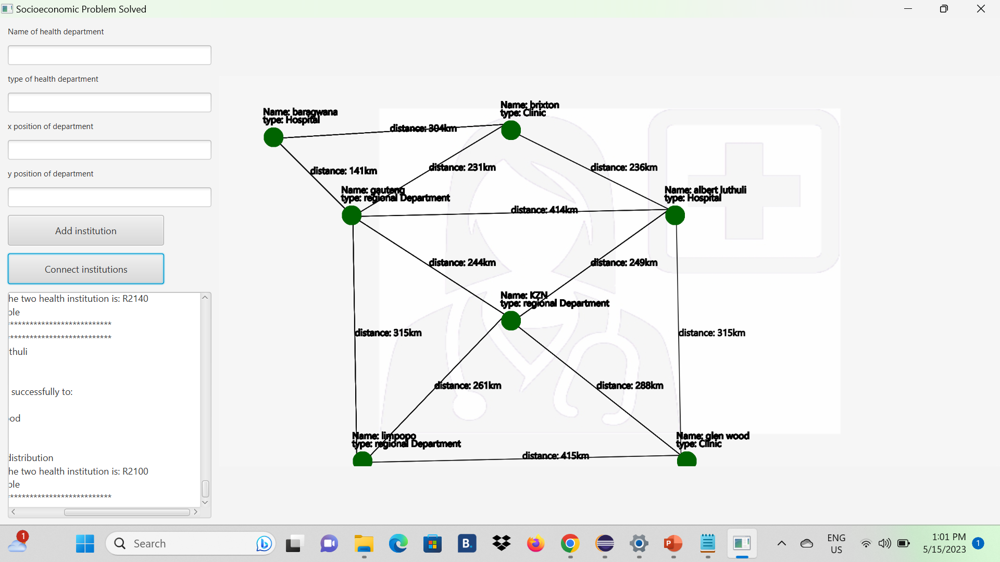 Socioeconomic Problem Solved
Name of health department
type of health department
x position of department
y position of department
Add institution
Connect institutions
he two health institution is: R2140
ble
**************************
**************************
thuli
successfully to:
od
distribution
he two health institution is: R2100
ble
**************************
Name: baragwana
type: Hospital
Name: brixton
type: Clinic
distance: 304km
distance: 141km
distance: 231km
distance: 236km
Name: gauteng
type: regional Department
Name: albert luthuli
type: Hospital
distance: 414km
distance: 244km
distance: 249km
Name: KZN
type: regional Department
distance: 315km
distance: 315km
distance: 261km
distance: 288km
Name: limpopo
type: regional Department
Name: glen wood
type: Clinic
distance: 415km
1
Search
B.
P
ENG
US
1:01 PM
5/15/2023
1